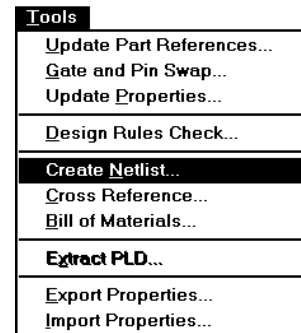 Tools
Update Part References...
Gate and Pin Swap...
Update Properties...
Design Rules Check...
Create Netlist...
Cross Reference...
Bill of Materials...
Extract PLD...
Export Properties...
Import Properties...